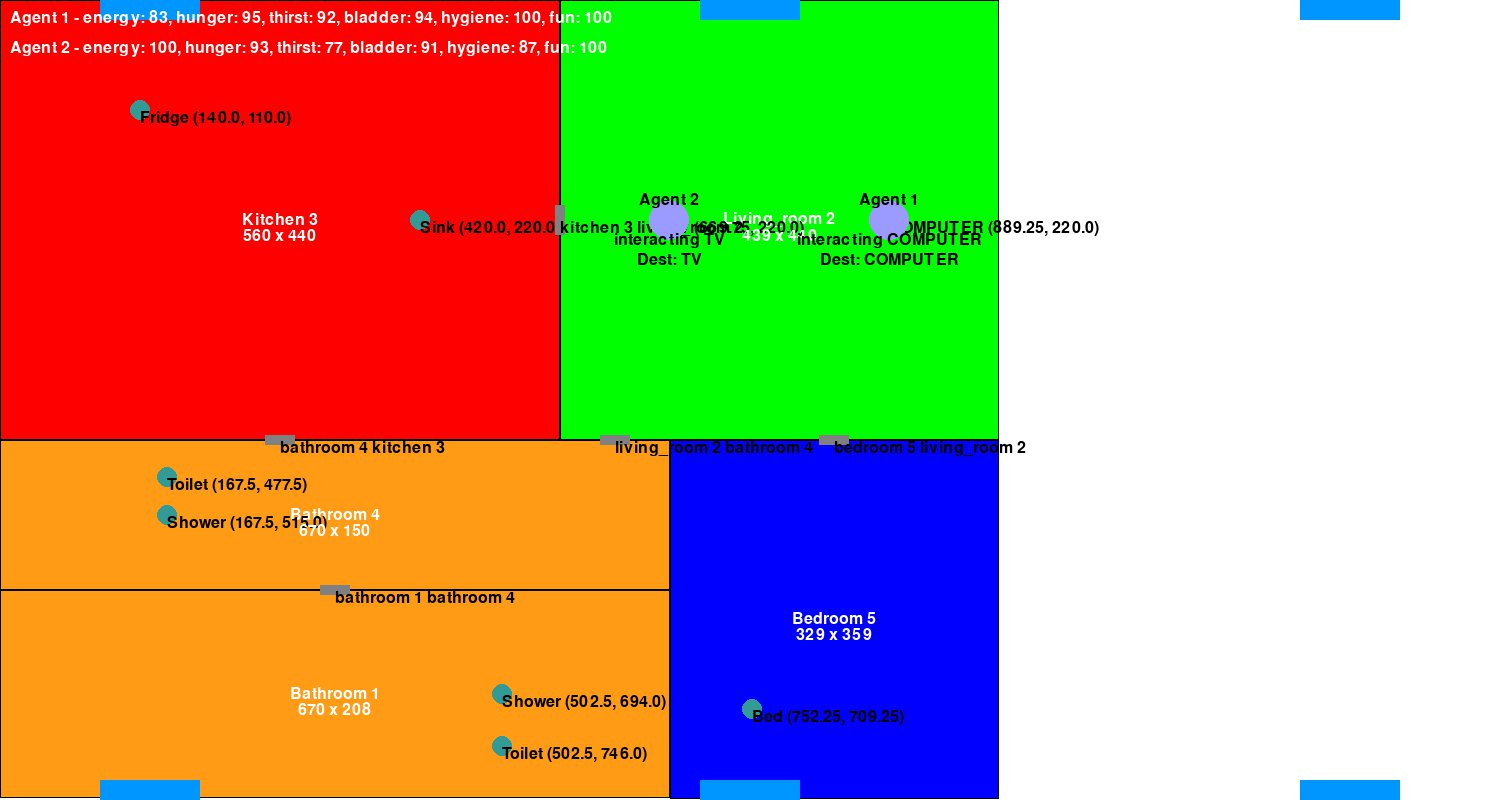 Agent 1 - energy: 83, hunger: 95, thirst: 92, bladder: 94, hygiene: 100, fun: 100
Agent 2 - energy: 100, hunger: 93, thirst: 77, bladder: 91, hygiene: 87, fun: 100
Fridge (140.0, 110.0)
Agent 2
Agent 1
Kitchen 3
560 x 440
Living_room 2
439 x 440
Sink (420.0, 220.0
kitchen 3
(669.25, 220.0)
COMPUTER (889.25, 220.0)
interacting TV
interacting COMPUTER
Dest: TV
Dest: COMPUTER
bathroom 4 kitchen 3
living_room 2 bathroom 4
bedroom 5 living_room 2
Toilet (167.5, 477.5)
Shower (167.5, 515.0)
Bathroom 4
670 x 150
bathroom 1 bathroom 4
Bedroom 5
329 x 359
Bathroom 1
670 x 208
Shower (502.5, 694.0)
Bed (752.25, 709.25)
Toilet (502.5, 746.0)